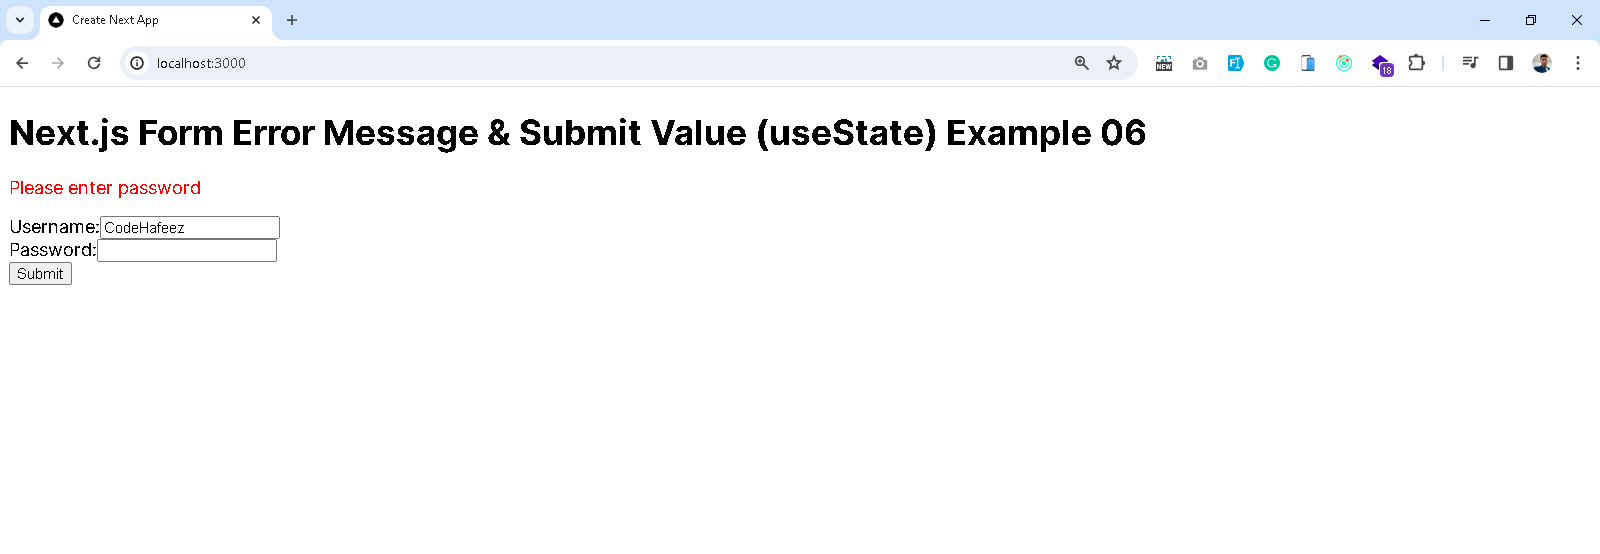 Create Next App
localhost:3000
NEW
18
Next.js Form Error Message & Submit Value (useState) Example 06
Please enter password
Username: CodeHafeez
Password:
Submit